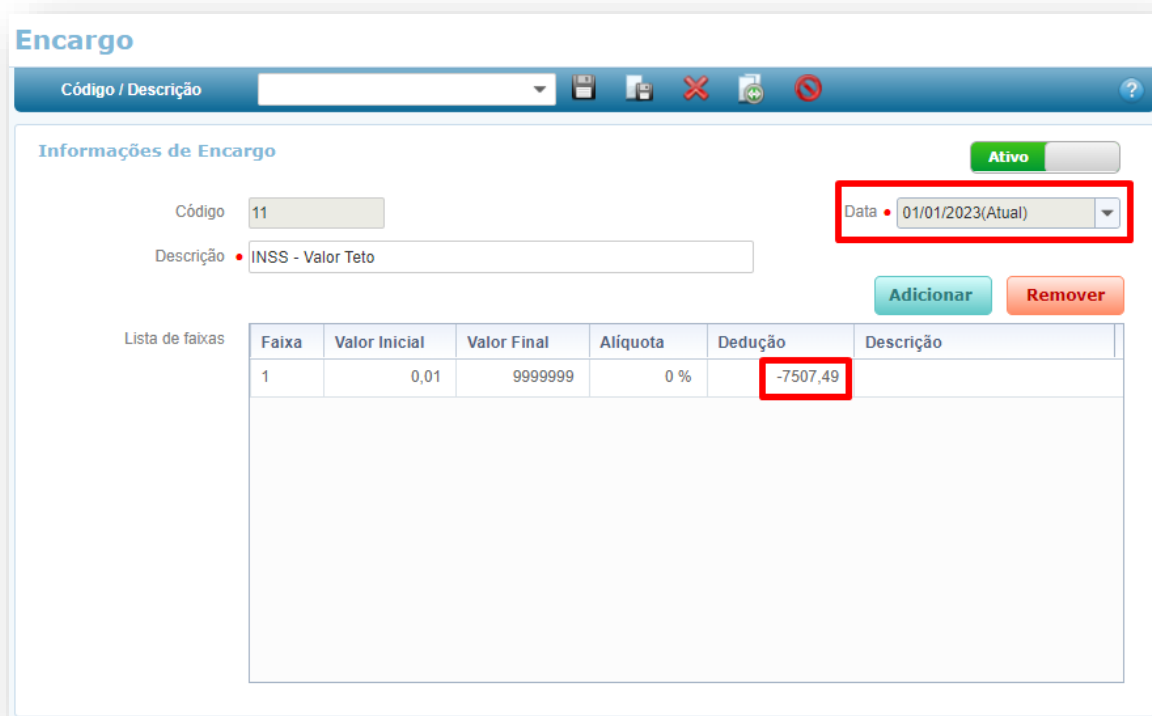 Encargo
Código / Descrição ?
Informações de Encargo
Ativo
Código 11 Data • 01/01/2023(Atual)
Descrição • INSS - Valor Teto
Adicionar Remover
Lista de faixas
Faixa Valor Inicial Valor Final Alíquota Dedução Descrição
1 0,01 9999999 0 % -7507,49